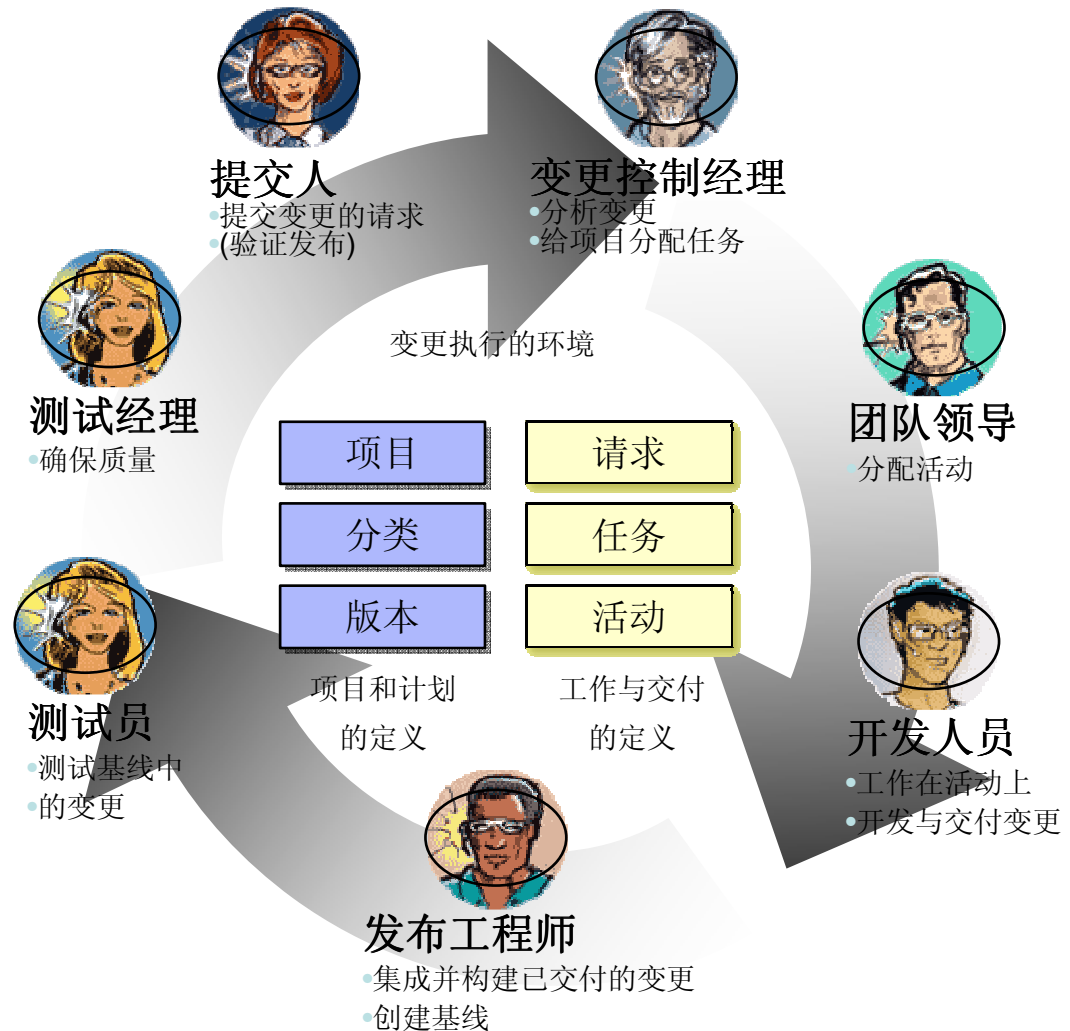 提交人
•提交变更的请求
•(验证发布)
变更控制经理
•分析变更
•给项目分配任务
团队领导
•分配活动
开发人员
•工作在活动上
•开发与交付变更
发布工程师
•集成并构建已交付的变更
•创建基线
测试员
•测试基线中
•的变更
测试经理
•确保质量
变更执行的环境
项目
分类
版本
项目和计划
的定义
请求
任务
活动
工作与交付
的定义